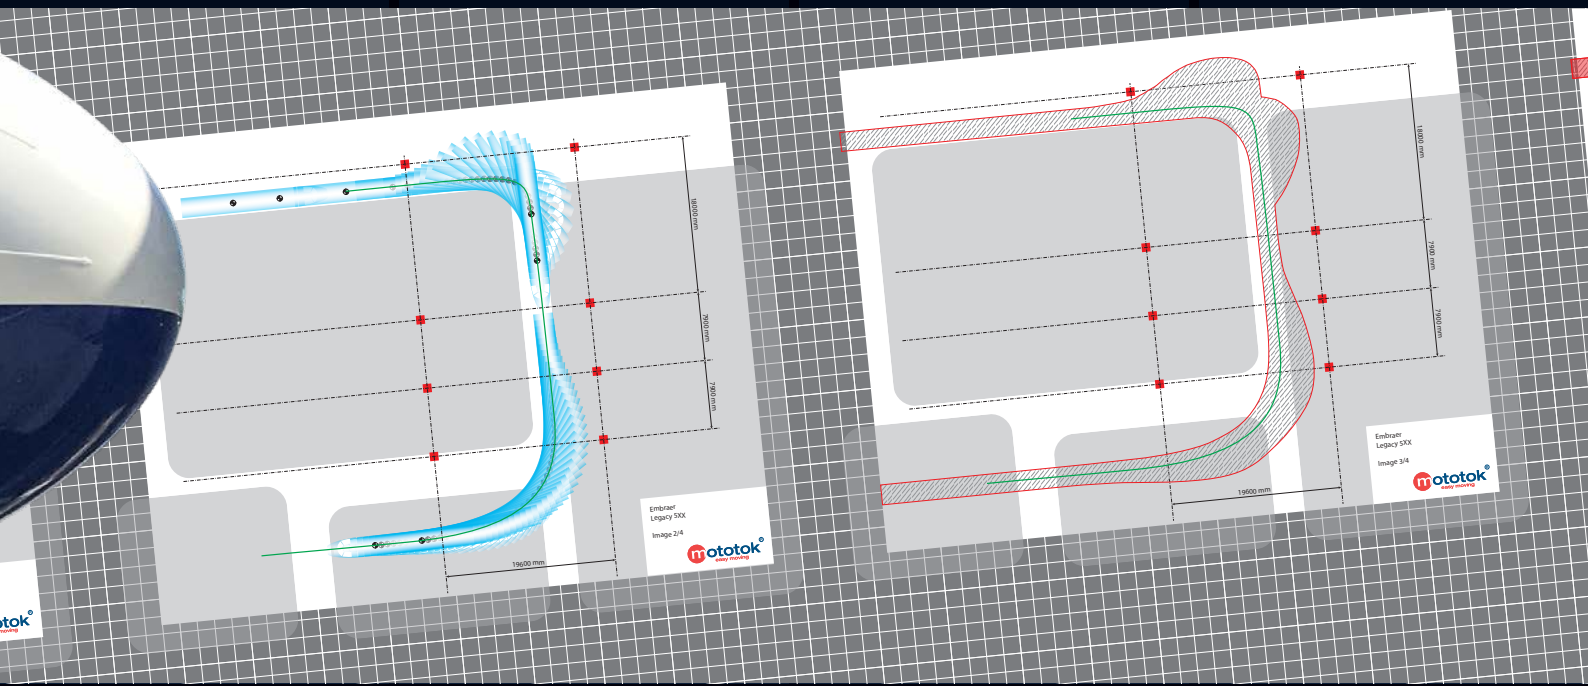 18000 mm
7900 mm
7900 mm
19600 mm
Embraer
Legacy 5XX
Image 2/4
mototok®
easy moving
18000 mm
7900 mm
7900 mm
19600 mm
Embraer
Legacy 5XX
Image 3/4
mototok®
easy moving
otok®
moving